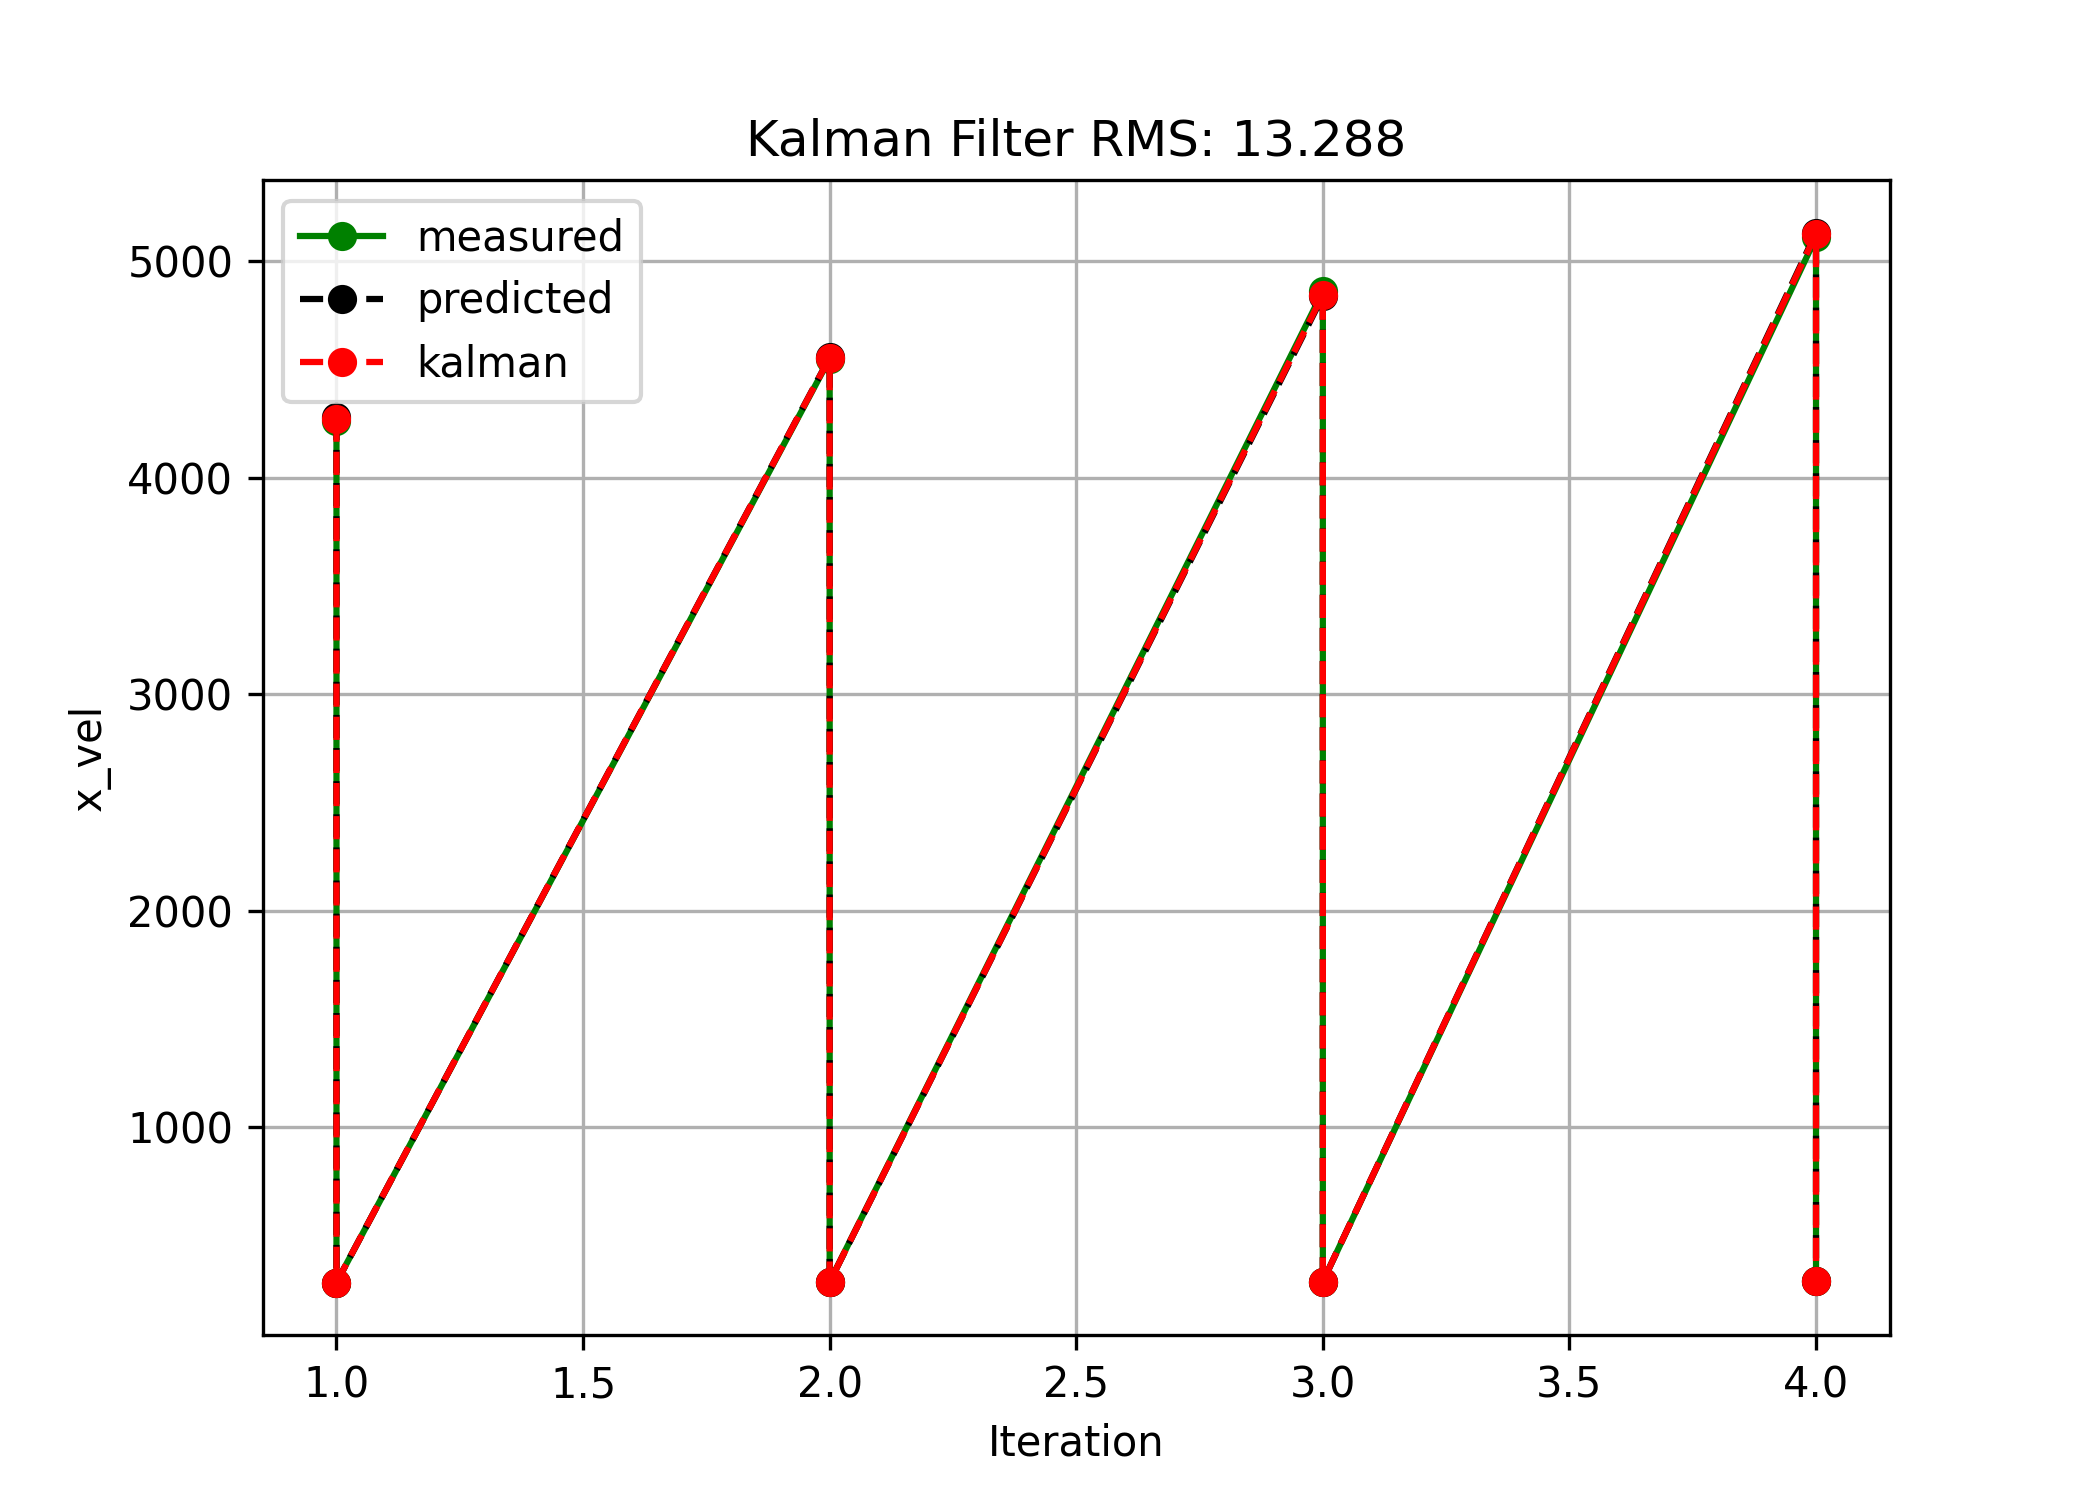 Kalman Filter RMS: 13.288
measured
predicted
kalman
5000
4000
3000
2000
1000
x_vel
1.0 1.5 2.0 2.5 3.0 3.5 4.0
Iteration